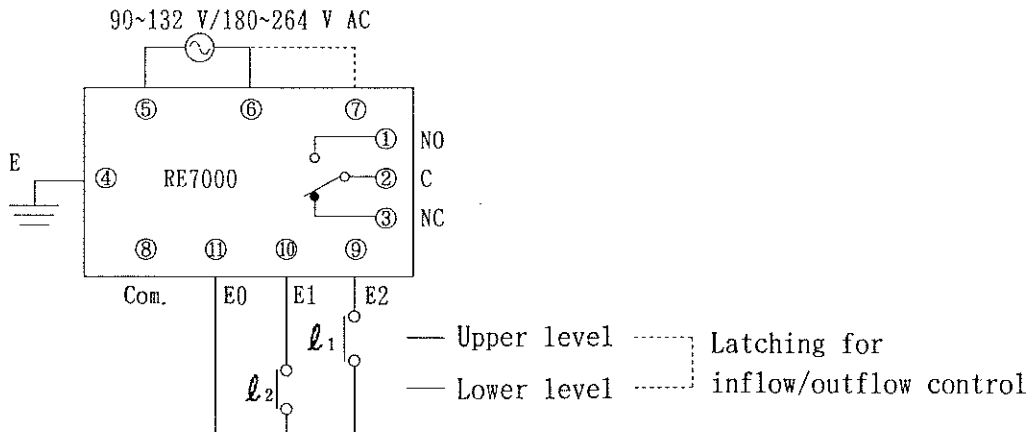 90~132 V/180~264 V AC
⑤ ⑥ ⑦
① NO
E
④ RE7000 ② C
③ NC
⑧ ⑪ ⑩ ⑨
Com. E0 E1 E2
ℓ1 Upper level
Latching for
ℓ2 Lower level
inflow/outflow control